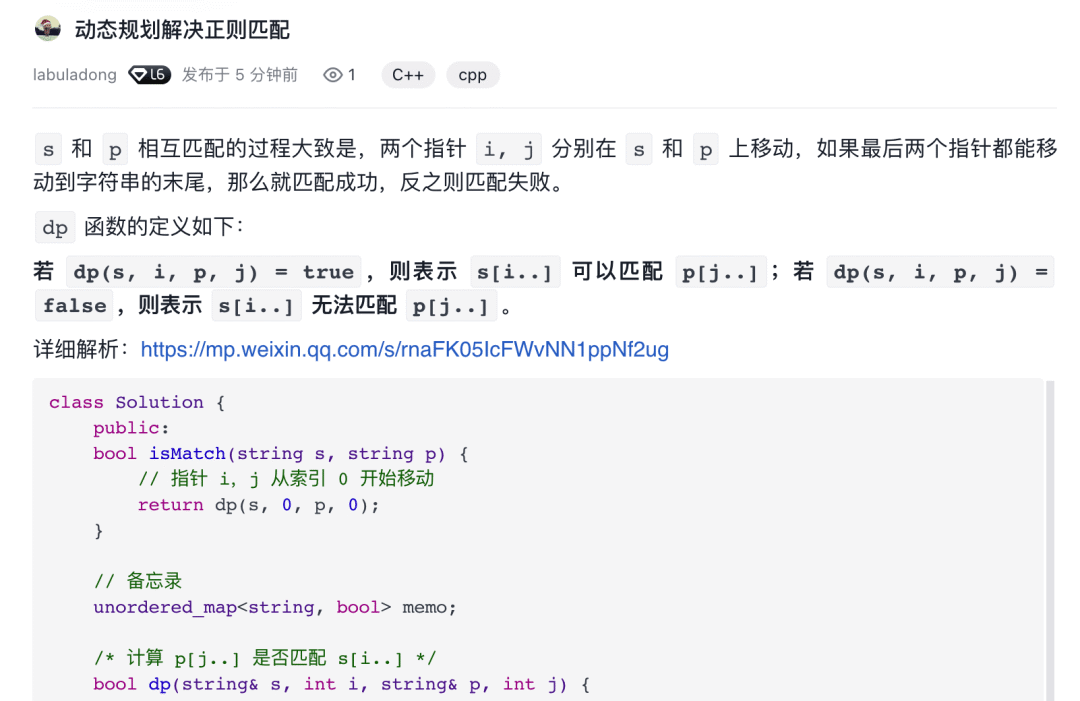 动态规划解决正则匹配
labuladong L6 发布于 5 分钟前 1 C++ cpp
s 和 p 相互匹配的过程大致是，两个指针 i, j 分别在 s 和 p 上移动，如果最后两个指针都能移
动到字符串的末尾，那么就匹配成功，反之则匹配失败。
dp 函数的定义如下：
若 dp(s, i, p, j) = true ，则表示 s[i..] 可以匹配 p[j..] ；若 dp(s, i, p, j) =
false ，则表示 s[i..] 无法匹配 p[j..] 。
详细解析：https://mp.weixin.qq.com/s/rnaFK05IcFWvNN1ppNf2ug
class Solution {
    public:
    bool isMatch(string s, string p) {
        // 指针 i，j 从索引 0 开始移动
        return dp(s, 0, p, 0);
    }

    // 备忘录
    unordered_map<string, bool> memo;

    /* 计算 p[j..] 是否匹配 s[i..] */
    bool dp(string& s, int i, string& p, int j) {